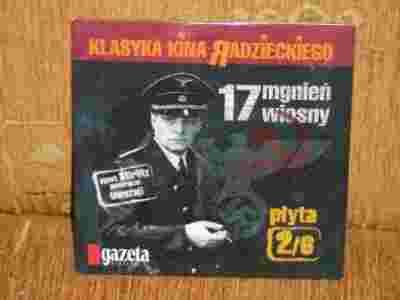 KLASYKA KINA RADZIECKIEGO
17 mgnień
wiosny
płyta
2/6
gazeta